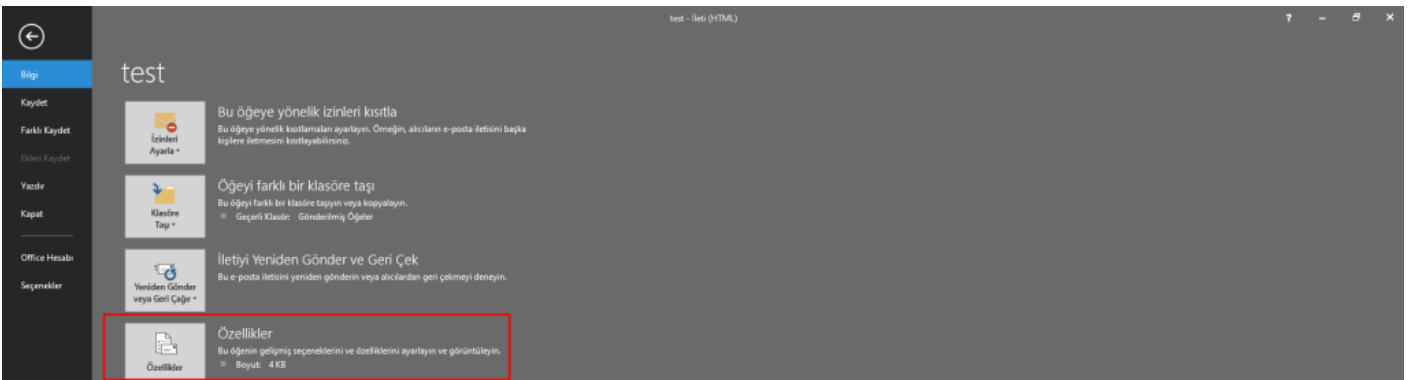 test - İleti (HTML)
?
Bilgi
Kaydet
Farklı Kaydet
Ekleri Kaydet
Yazdır
Kapat
Office Hesabı
Seçenekler
test
İzinleri
Ayarla
Bu öğeye yönelik izinleri kısıtla
Bu öğeye yönelik kısıtlamaları ayarlayın. Örneğin, alıcıların e-posta iletisini başka
kişilere iletmesini kısıtlayabilirsiniz.
Klasöre
Taşı
Öğeyi farklı bir klasöre taşı
Bu öğeyi farklı bir klasöre taşıyın veya kopyalayın.
Geçerli Klasör: Gönderilmiş Öğeler
Yeniden Gönder
veya Geri Çağır
İletiyi Yeniden Gönder ve Geri Çek
Bu e-posta iletisini yeniden gönderin veya alıcılardan geri çekmeyi deneyin.
Özellikler
Özellikler
Bu öğenin gelişmiş seçeneklerini ve özelliklerini ayarlayın ve görüntüleyin.
Boyut: 4 KB